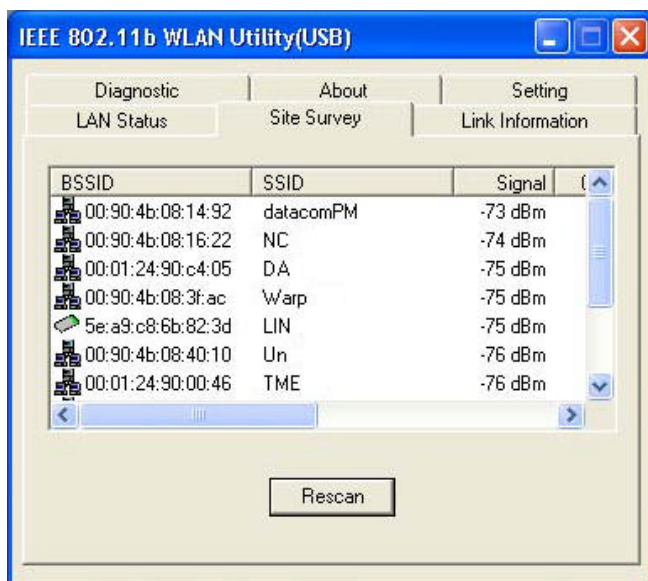 IEEE 802.11b WLAN Utility(USB)
Diagnostic About Setting
LAN Status Site Survey Link Information
BSSID SSID Signal
00:90:4b:08:14:92 datacomPM -73 dBm
00:90:4b:08:16:22 NC -74 dBm
00:01:24:90:c4:05 DA -75 dBm
00:90:4b:08:3f:ac Warp -75 dBm
5e:a9:c8:6b:82:3d LIN -75 dBm
00:90:4b:08:40:10 Un -76 dBm
00:01:24:90:00:46 TME -76 dBm
Rescan